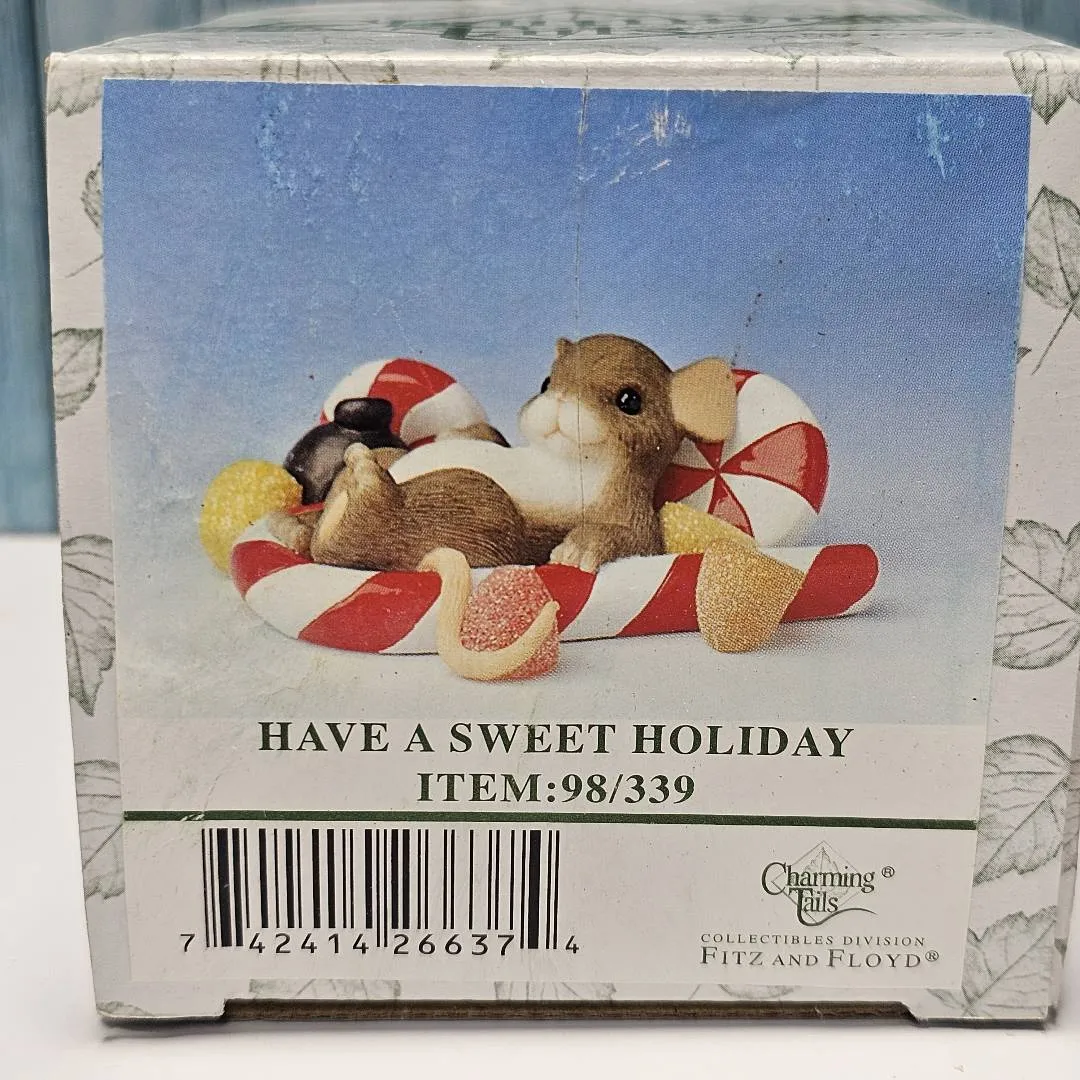 HAVE A SWEET HOLIDAY
ITEM:98/339
7 42414 26637 4
Charming ®
Tails
COLLECTIBLES DIVISION
FITZ AND FLOYD®